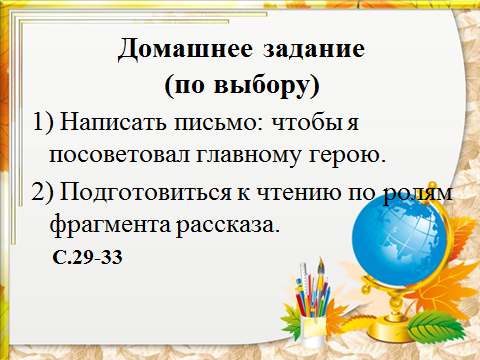 Домашнее задание
(по выбору)
1) Написать письмо: чтобы я
посоветовал главному герою.
2) Подготовиться к чтению по ролям
фрагмента рассказа.
С.29-33